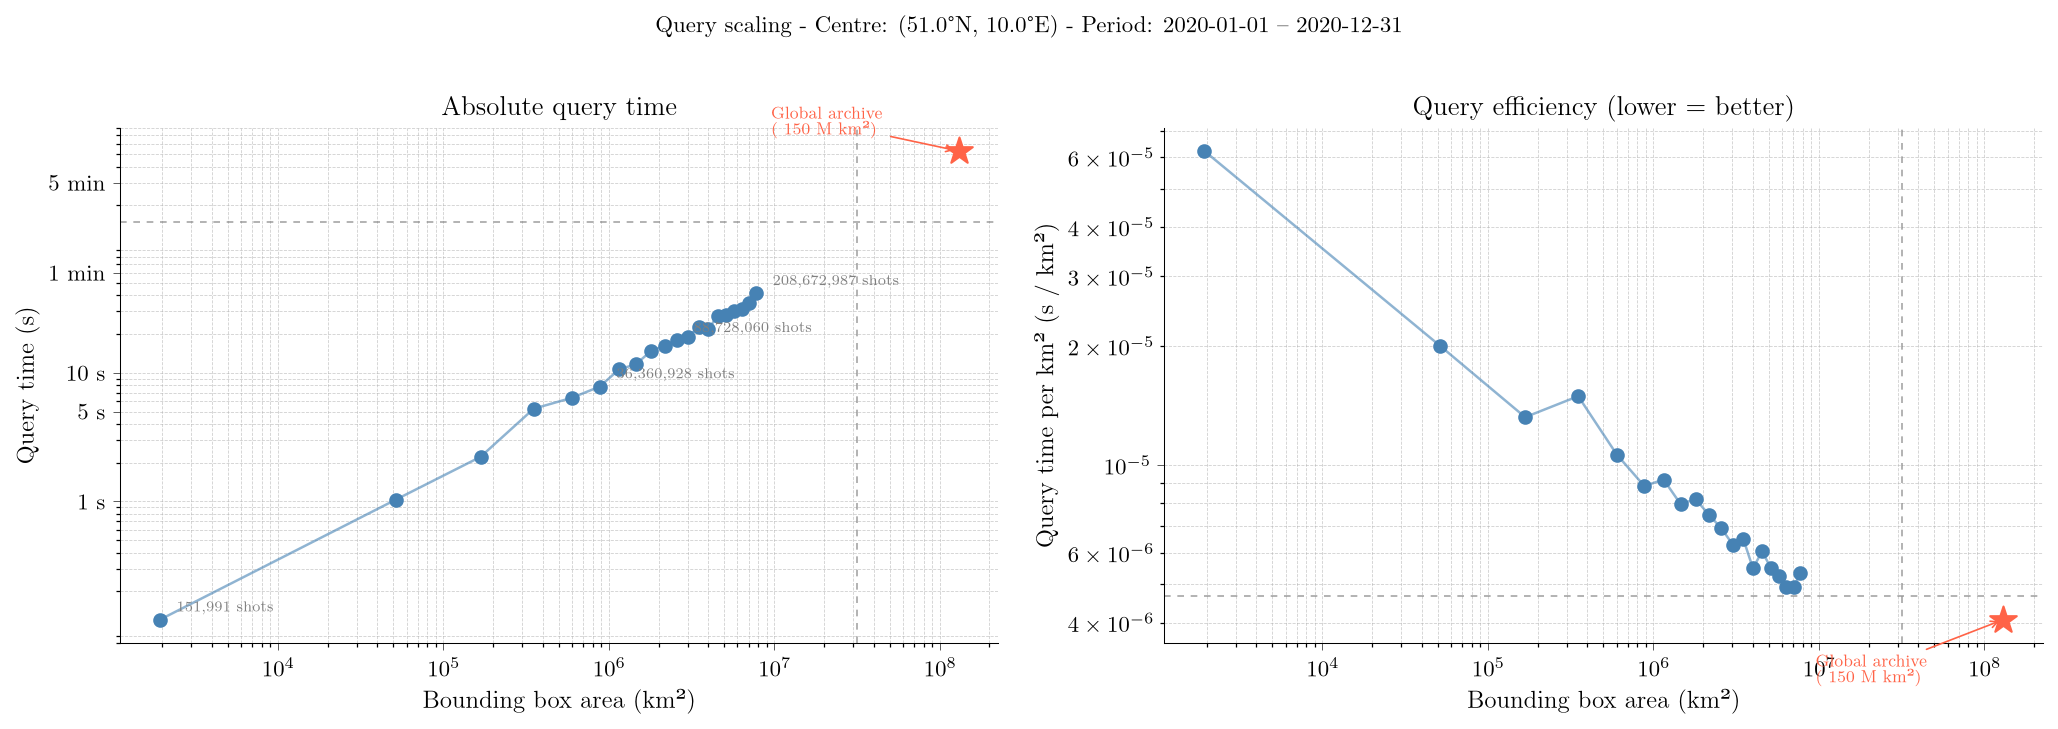 Query scaling - Centre: (51.0°N, 10.0°E) - Period: 2020-01-01 – 2020-12-31
Absolute query time
Global archive
( 150 M km²)
5 min
1 min
10 s
5 s
1 s
Query time (s)
208,672,987 shots
728,060 shots
360,928 shots
151,991 shots
10⁴
10⁵
10⁶
10⁷
10⁸
Bounding box area (km²)
Query efficiency (lower = better)
6 × 10⁻⁵
4 × 10⁻⁵
3 × 10⁻⁵
2 × 10⁻⁵
10⁻⁵
6 × 10⁻⁶
4 × 10⁻⁶
Query time per km² (s / km²)
Global archive
( 150 M km²)
10⁴
10⁵
10⁶
10⁷
10⁸
Bounding box area (km²)